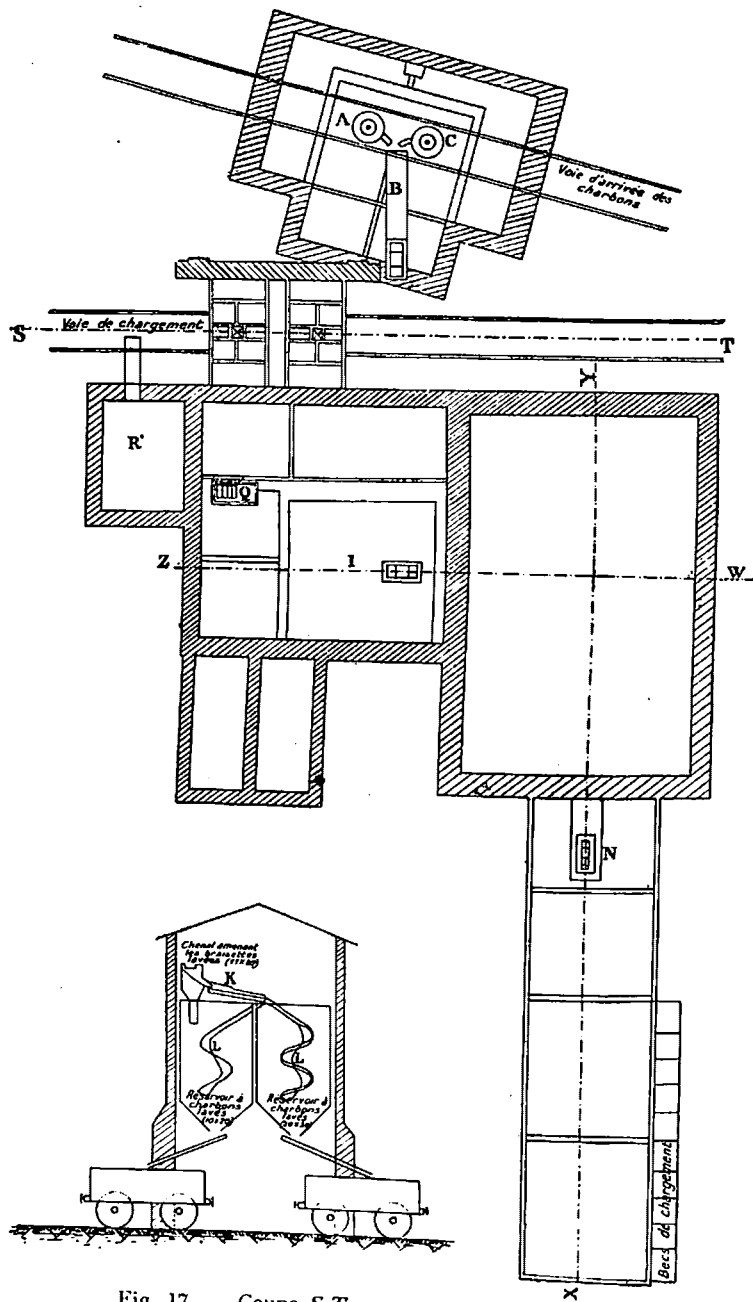 A
C
B
Voie d'arrivée des
charbons
S
Voie de chargement
T
Y
R'
Q
Z
I
W
N
Chenal amenant
les braisettes
K
L
L
Réservoir à
charbons
lavés
Réservoir à
charbons
lavés
Becs de chargement
X
Fig. 17. Coupe S T